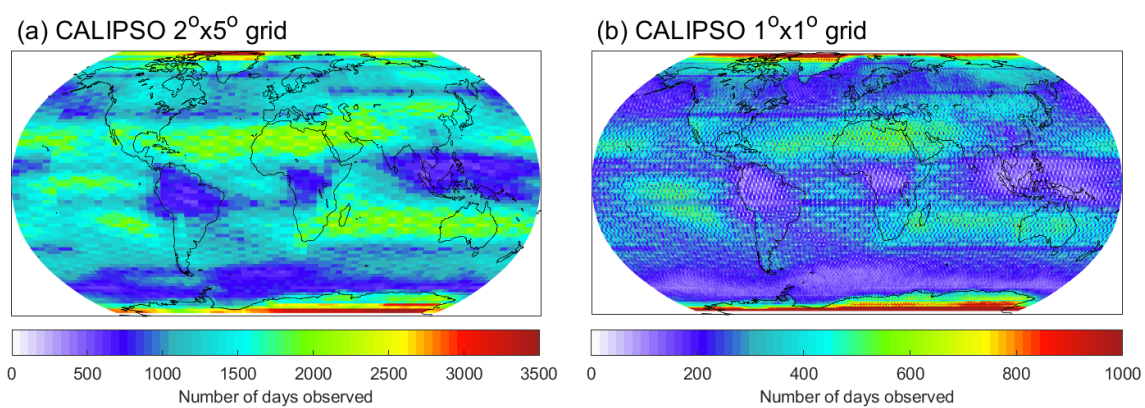 (a) CALIPSO 2°x5° grid
(b) CALIPSO 1°x1° grid
0 500 1000 1500 2000 2500 3000 3500
Number of days observed
0 200 400 600 800 1000
Number of days observed